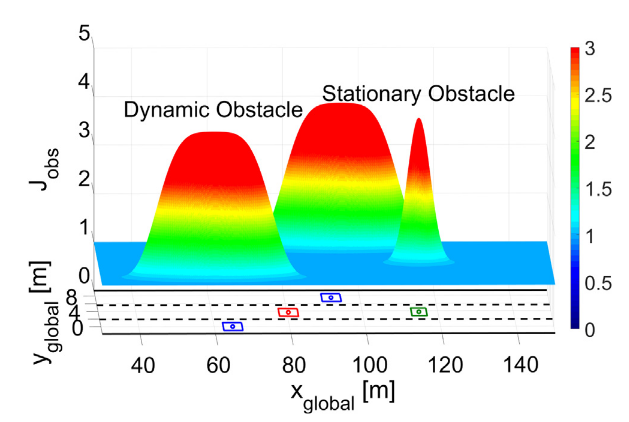 5
4
3
2
1
0
J_obs
Dynamic Obstacle
Stationary Obstacle
3
2.5
2
1.5
1
0.5
0
8
4
0
y_global [m]
40 60 80 100 120 140
x_global [m]